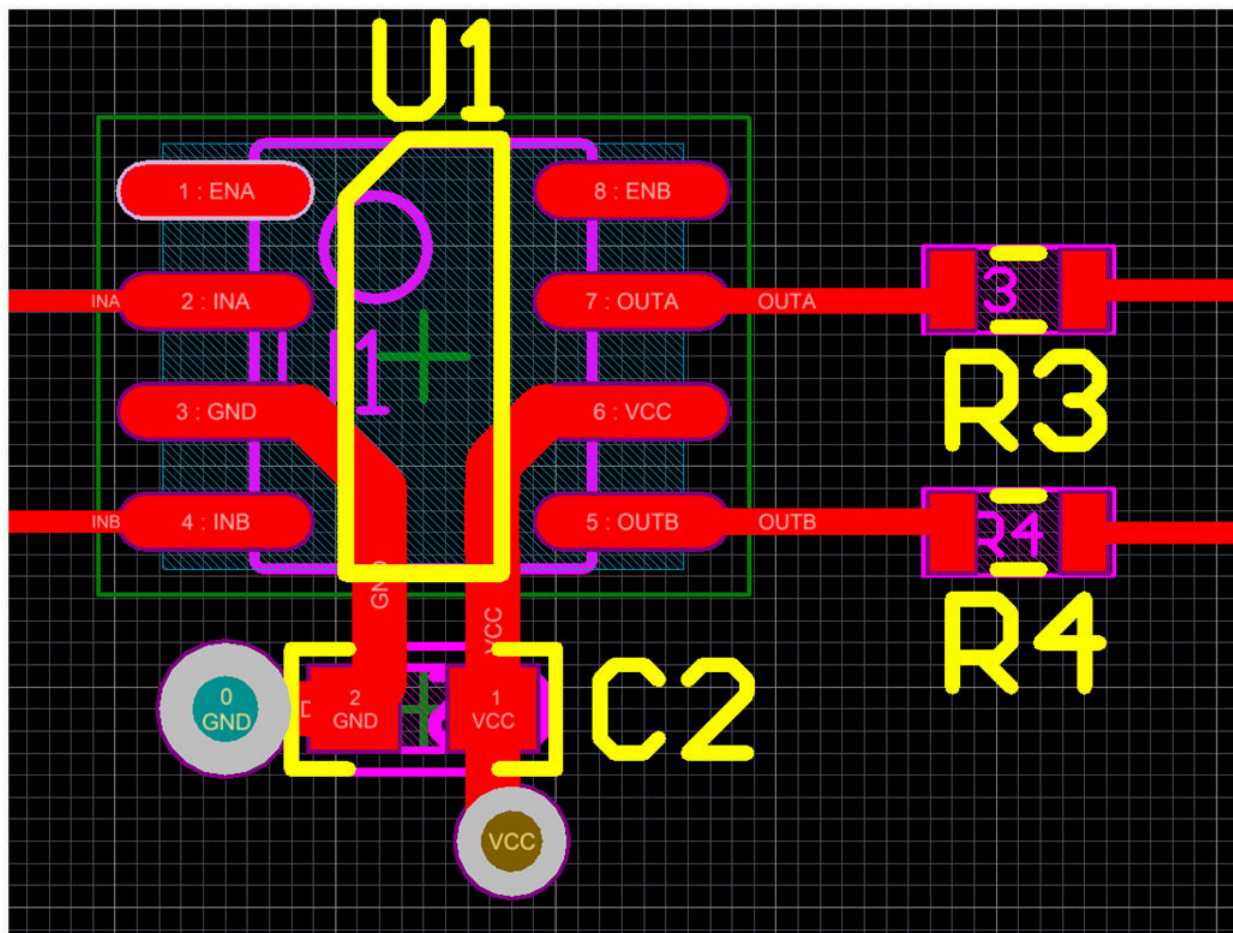 U1
1 : ENA
8 : ENB
INA
2 : INA
7 : OUTA
OUTA
3
R3
U1
3 : GND
6 : VCC
INB
4 : INB
5 : OUTB
OUTB
R4
R4
GND
VCC
0
GND
D
2
GND
1
VCC
C2
VCC